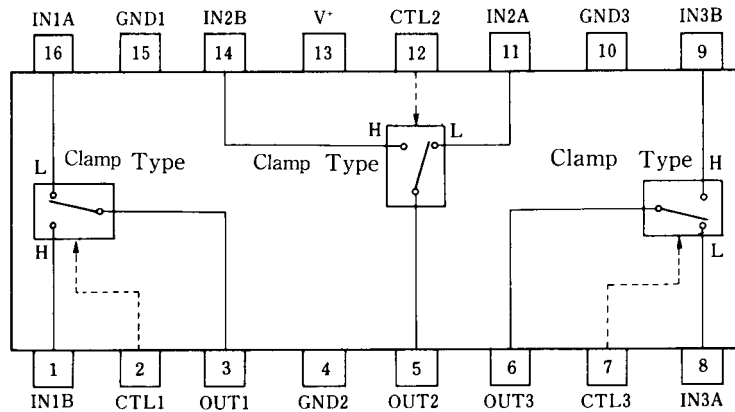 IN1A GND1 IN2B V+ CTL2 IN2A GND3 IN3B
16 15 14 13 12 11 10 9
H L
L Clamp Type Clamp Type Clamp Type H
H L
1 2 3 4 5 6 7 8
IN1B CTL1 OUT1 GND2 OUT2 OUT3 CTL3 IN3A